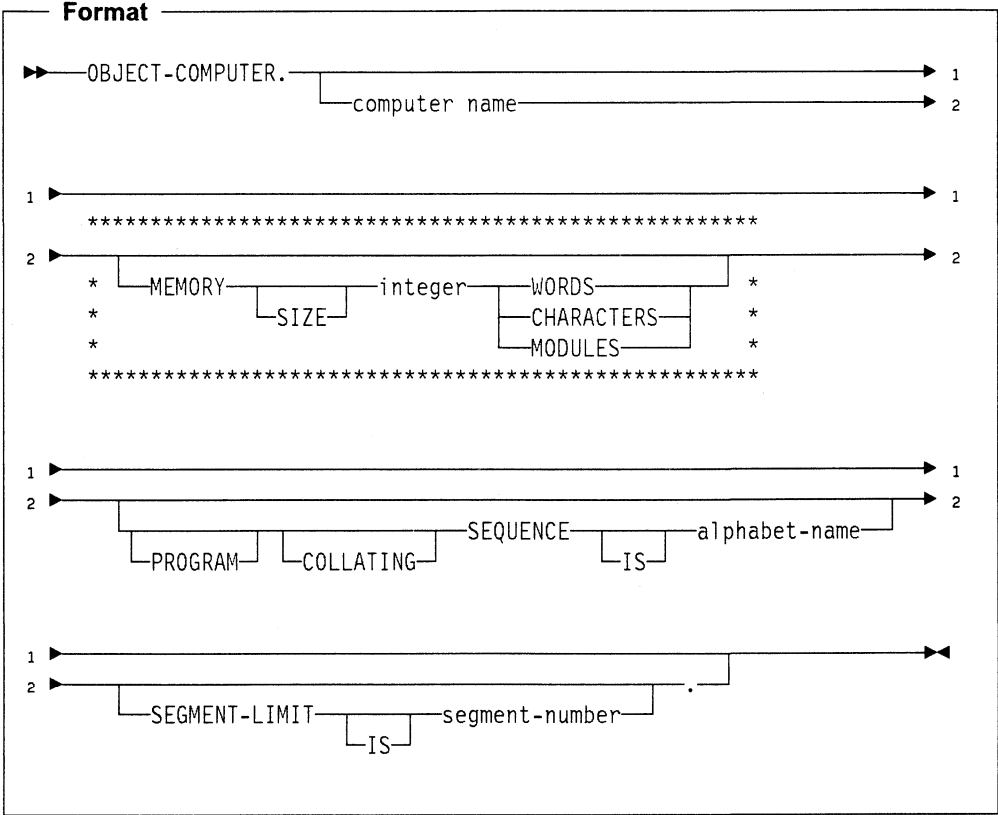 Format
OBJECT-COMPUTER. 1
computer name 2
1 1
*****************************************************
2 2
* MEMORY integer WORDS *
* SIZE CHARACTERS *
* MODULES *
*****************************************************
1 1
2 2
SEQUENCE alphabet-name
PROGRAM COLLATING IS
1
2 .
SEGMENT-LIMIT segment-number
IS